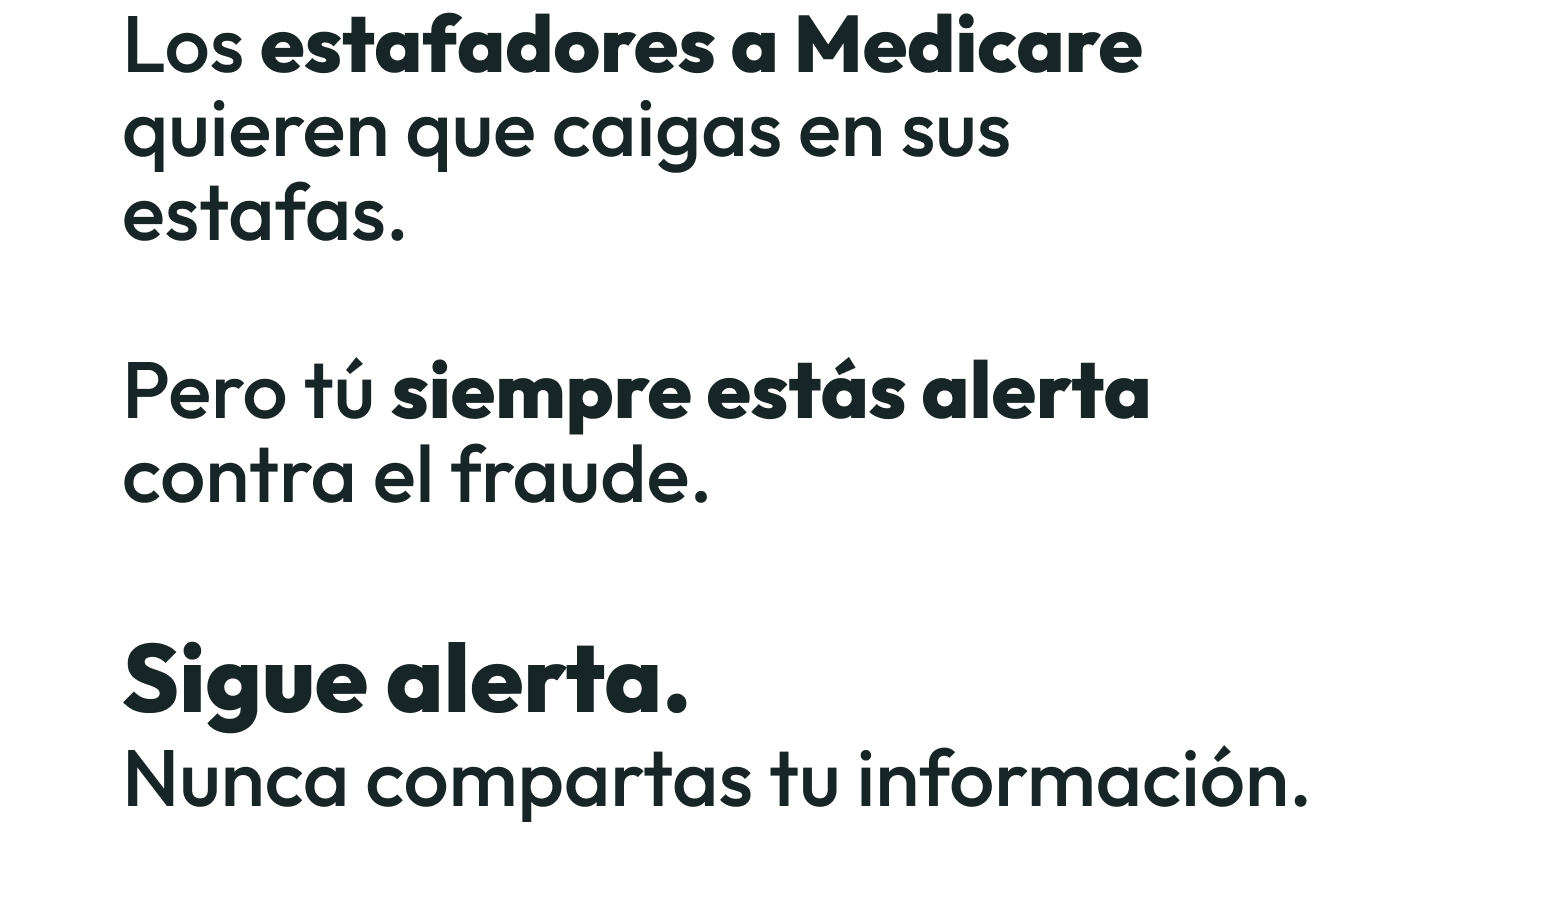 Los estafadores a Medicare
quieren que caigas en sus
estafas.
Pero tú siempre estás alerta
contra el fraude.
Sigue alerta.
Nunca compartas tu información.